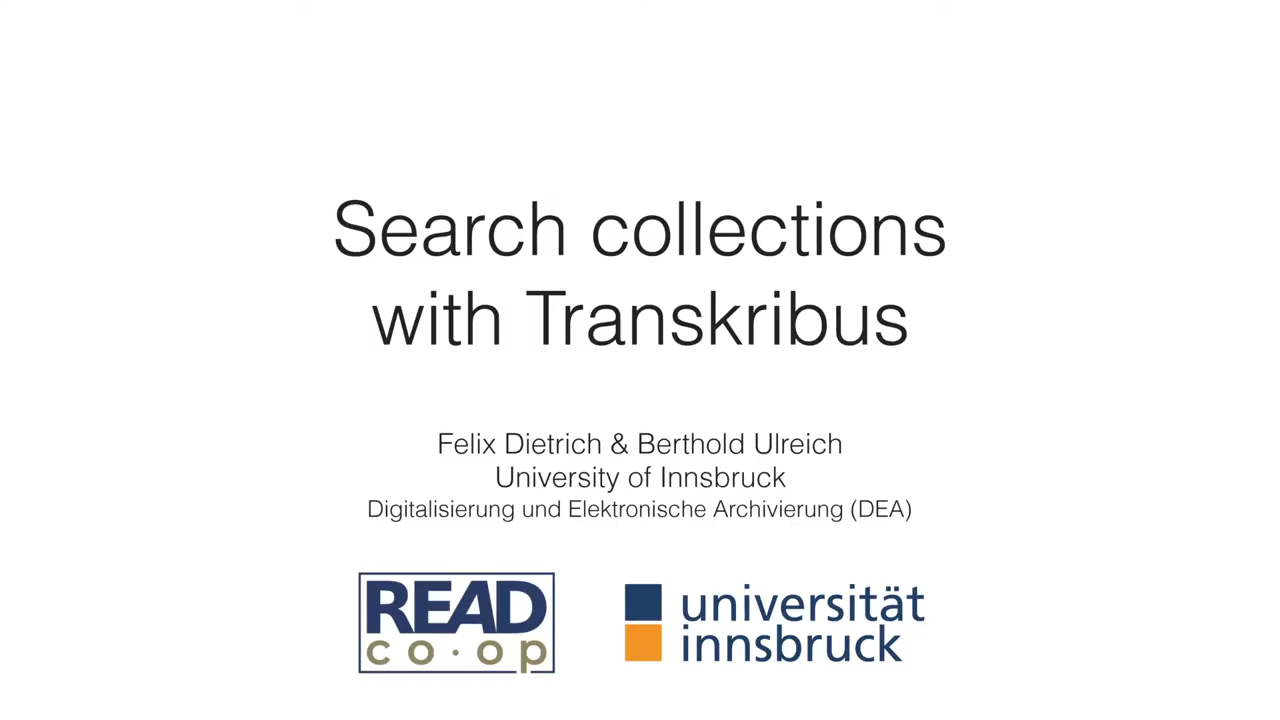 Search collections
with Transkribus
Felix Dietrich & Berthold Ulreich
University of Innsbruck
Digitalisierung und Elektronische Archivierung (DEA)
READ
co·op
universität
innsbruck